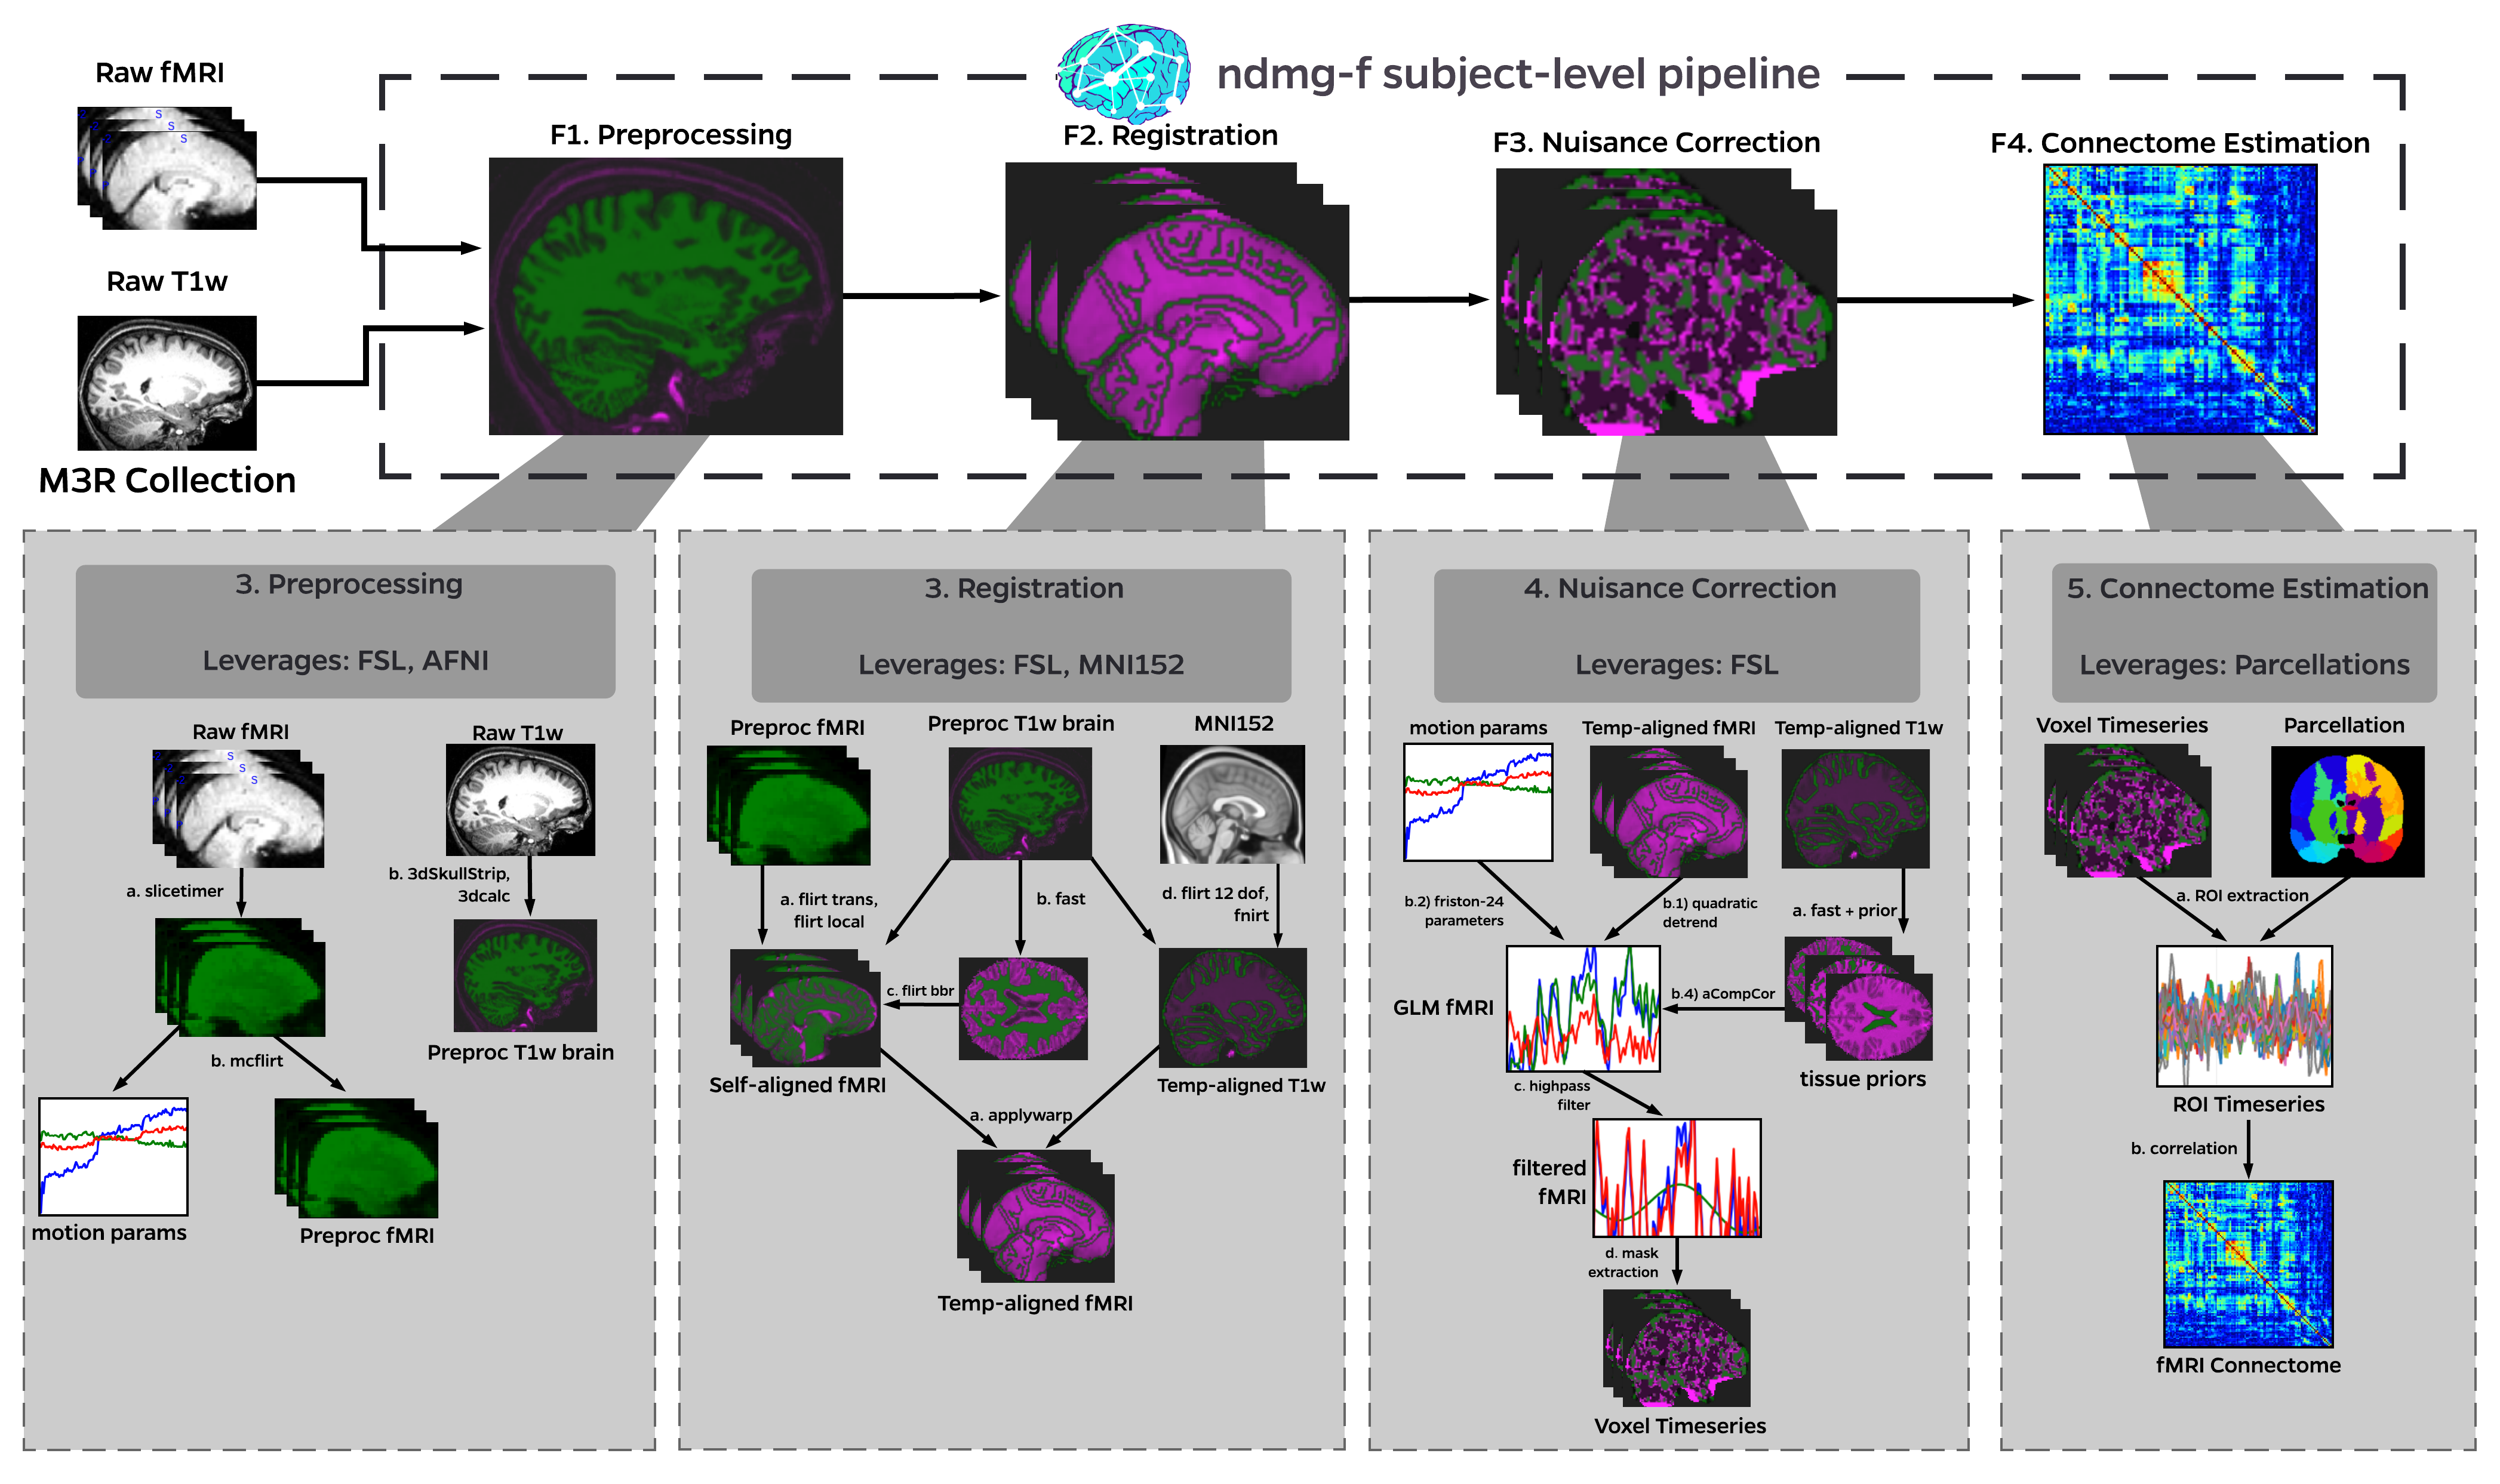 ndmg-f subject-level pipeline
Raw fMRI
Raw T1w
M3R Collection
F1. Preprocessing
F2. Registration
F3. Nuisance Correction
F4. Connectome Estimation
S
S
S
3. Preprocessing
Leverages: FSL, AFNI
Raw fMRI
Raw T1w
S
S
S
a. slicetimer
b. 3dSkullStrip,
3dcalc
Preproc T1w brain
b. mcflirt
motion params
Preproc fMRI
3. Registration
Leverages: FSL, MNI152
Preproc fMRI
Preproc T1w brain
MNI152
a. flirt trans,
flirt local
b. fast
d. flirt 12 dof,
fnirt
c. flirt bbr
Self-aligned fMRI
Temp-aligned T1w
a. applywarp
Temp-aligned fMRI
4. Nuisance Correction
Leverages: FSL
motion params
Temp-aligned fMRI
Temp-aligned T1w
b.2) friston-24
parameters
b.1) quadratic
detrend
a. fast + prior
GLM fMRI
b.4) aCompCor
tissue priors
c. highpass
filter
filtered
fMRI
d. mask
extraction
Voxel Timeseries
5. Connectome Estimation
Leverages: Parcellations
Voxel Timeseries
Parcellation
a. ROI extraction
ROI Timeseries
b. correlation
fMRI Connectome